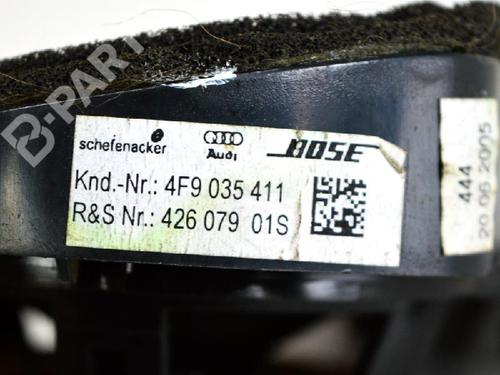 B-PART
schefenacker
Audi
BOSE
Knd.-Nr.: 4F9 035 411
R&S Nr.: 426 079 01S
444
20 06 2005